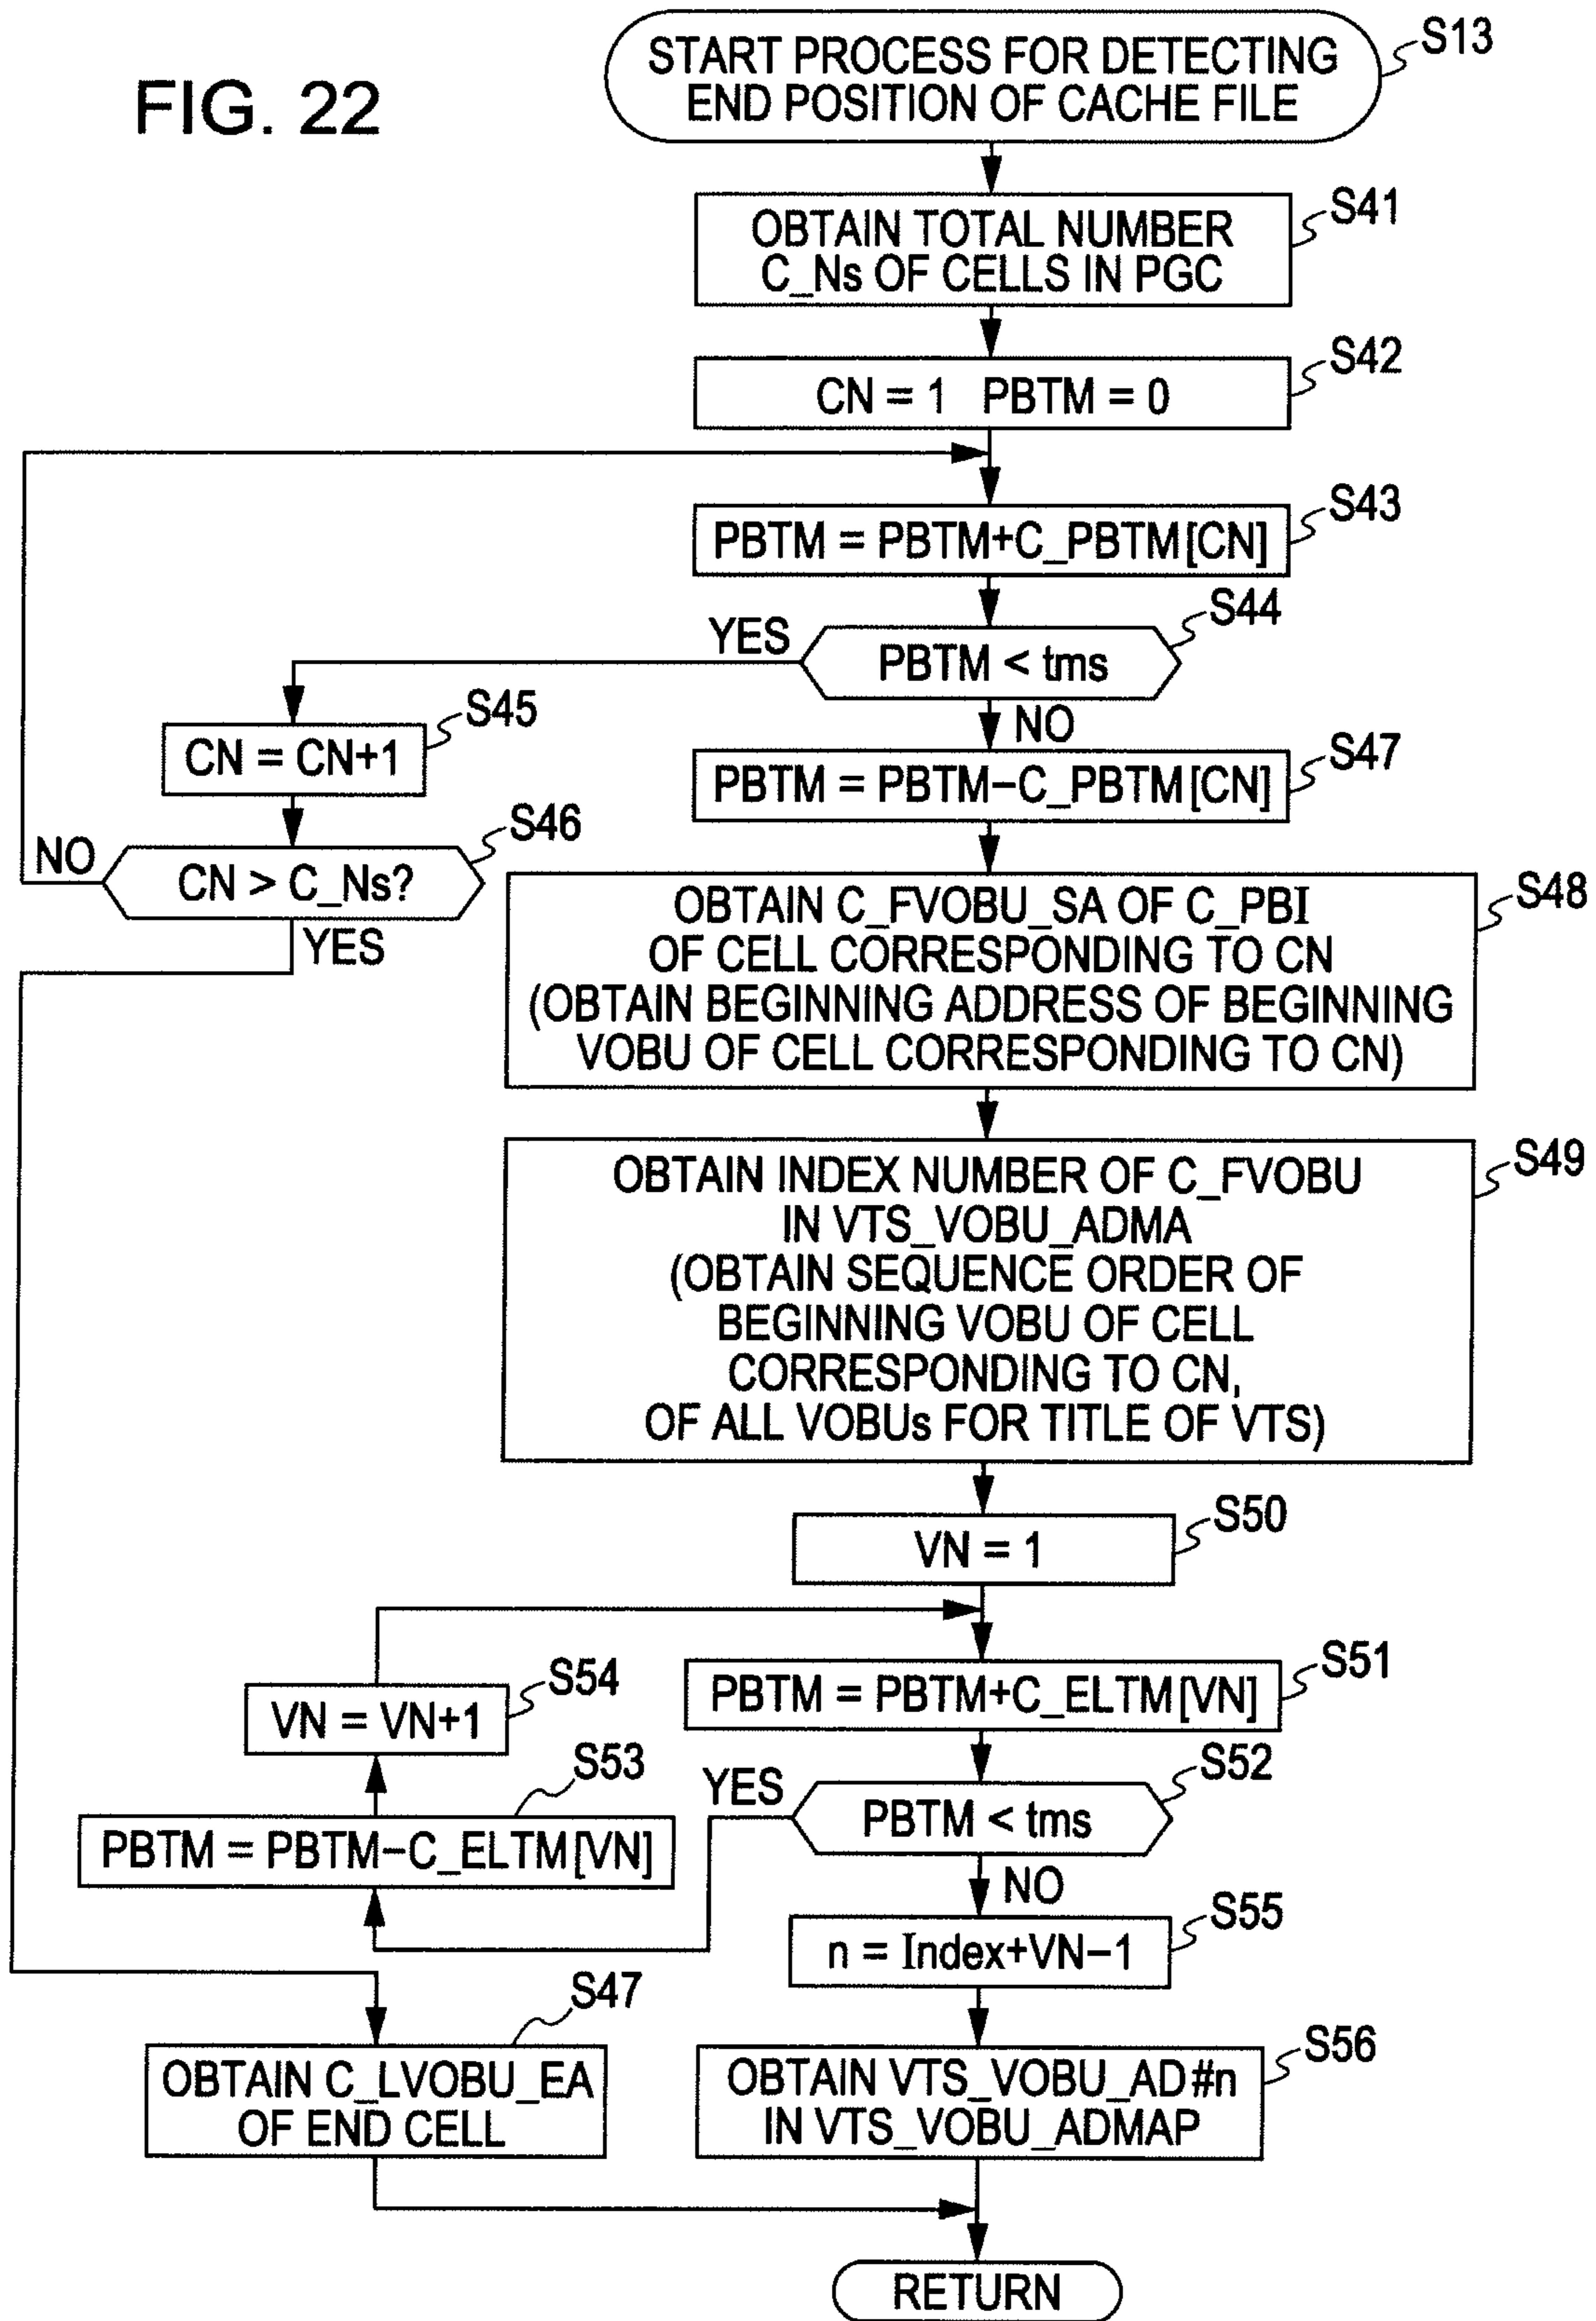 FIG. 22
START PROCESS FOR DETECTING
END POSITION OF CACHE FILE
S13
OBTAIN TOTAL NUMBER
C_Ns OF CELLS IN PGC
S41
CN = 1 PBTM = 0
S42
PBTM = PBTM+C_PBTM[CN]
S43
PBTM < tms
S44
YES
NO
CN = CN+1
S45
CN > C_Ns?
S46
NO
YES
PBTM = PBTM−C_PBTM[CN]
S47
OBTAIN C_FVOBU_SA OF C_PBI
OF CELL CORRESPONDING TO CN
(OBTAIN BEGINNING ADDRESS OF BEGINNING
VOBU OF CELL CORRESPONDING TO CN)
S48
OBTAIN INDEX NUMBER OF C_FVOBU
IN VTS_VOBU_ADMA
(OBTAIN SEQUENCE ORDER OF
BEGINNING VOBU OF CELL
CORRESPONDING TO CN,
OF ALL VOBUs FOR TITLE OF VTS)
S49
VN = 1
S50
PBTM = PBTM+C_ELTM[VN]
S51
PBTM < tms
S52
YES
NO
PBTM = PBTM−C_ELTM[VN]
S53
VN = VN+1
S54
n = Index+VN−1
S55
OBTAIN C_LVOBU_EA
OF END CELL
S47
OBTAIN VTS_VOBU_AD#n
IN VTS_VOBU_ADMAP
S56
RETURN